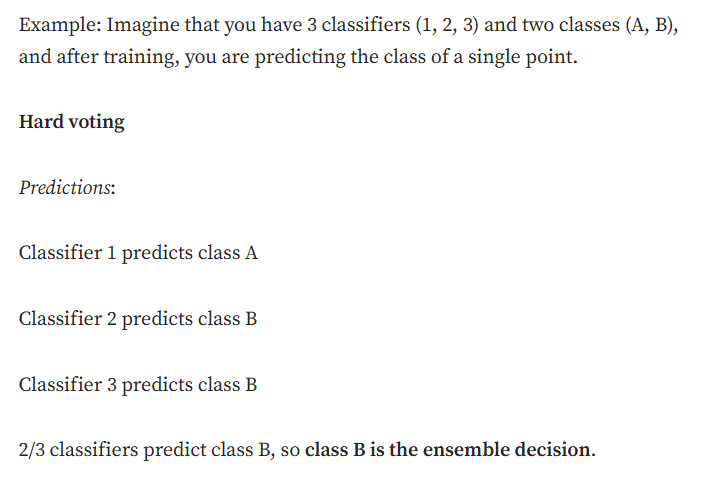 Example: Imagine that you have 3 classifiers (1, 2, 3) and two classes (A, B),
and after training, you are predicting the class of a single point.
Hard voting
Predictions:
Classifier 1 predicts class A
Classifier 2 predicts class B
Classifier 3 predicts class B
2/3 classifiers predict class B, so class B is the ensemble decision.